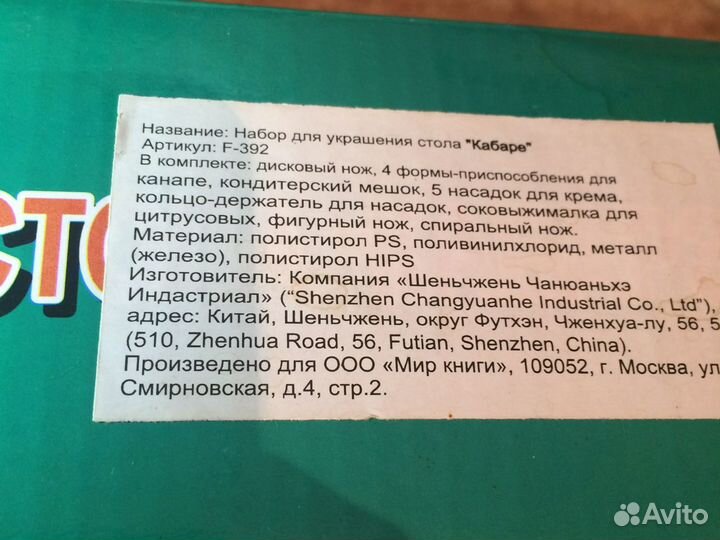 Название: Набор для украшения стола "Кабаре"
Артикул: F-392
В комплекте: дисковый нож, 4 формы-приспособления для
канапе, кондитерский мешок, 5 насадок для крема,
кольцо-держатель для насадок, соковыжималка для
цитрусовых, фигурный нож, спиральный нож.
Материал: полистирол PS, поливинилхлорид, металл
(железо), полистирол HIPS
Изготовитель: Компания «Шеньчжень Чанюаньхэ
Индастриал» (“Shenzhen Changyuanhe Industrial Co., Ltd”),
адрес: Китай, Шеньчжень, округ Футхэн, Чженхуа-лу, 56, 5
(510, Zhenhua Road, 56, Futian, Shenzhen, China).
Произведено для ООО «Мир книги», 109052, г. Москва, ул
Смирновская, д.4, стр.2.
СТО
Avito